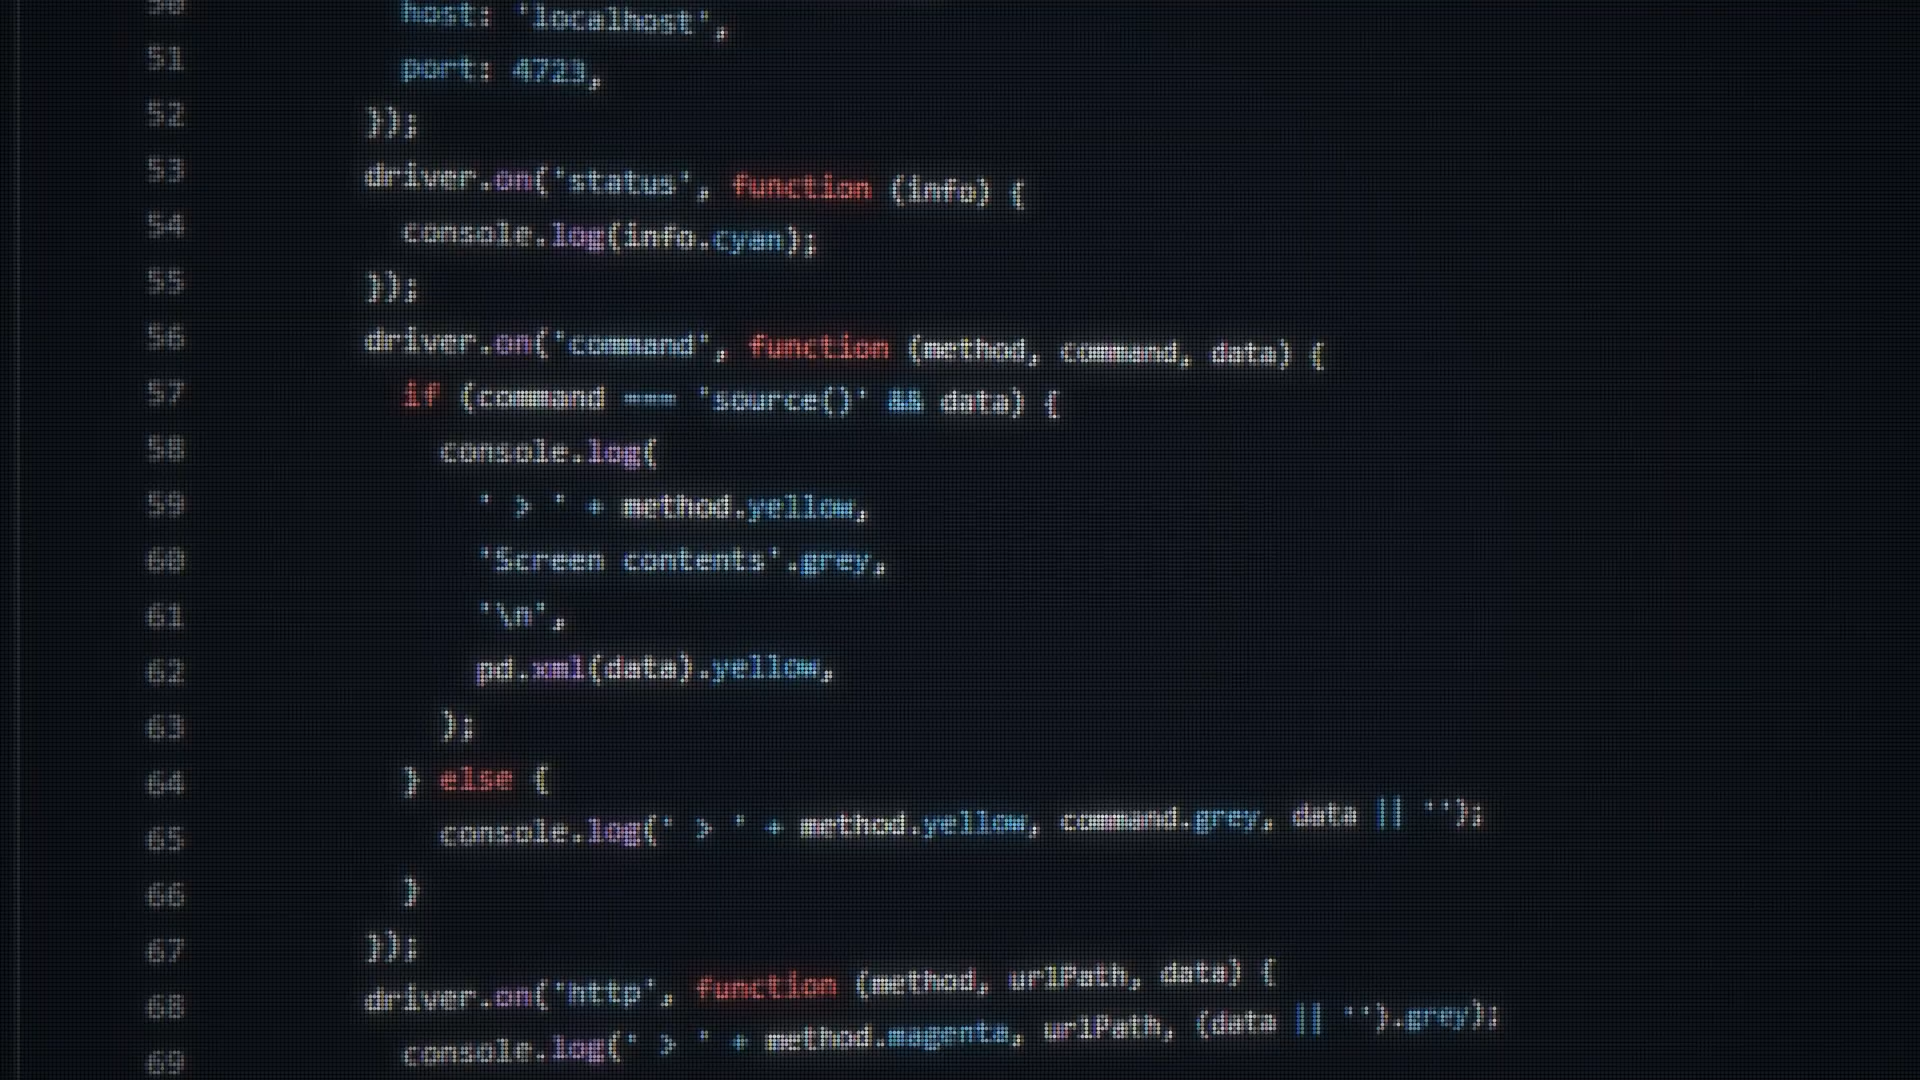 50 host: 'localhost',
51 port: 4723,
52 });
53 driver.on('status', function (info) {
54 console.log(info.cyan);
55 });
56 driver.on('command', function (method, command, data) {
57 if (command === 'source()' && data) {
58 console.log(
59 ' > ' + method.yellow,
60 'Screen contents'.grey,
61 '\n',
62 pd.xml(data).yellow,
63 );
64 } else {
65 console.log(' > ' + method.yellow, command.grey, data || '');
66 }
67 });
68 driver.on('http', function (method, urlPath, data) {
69 console.log(' > ' + method.magenta, urlPath, (data || '').grey);